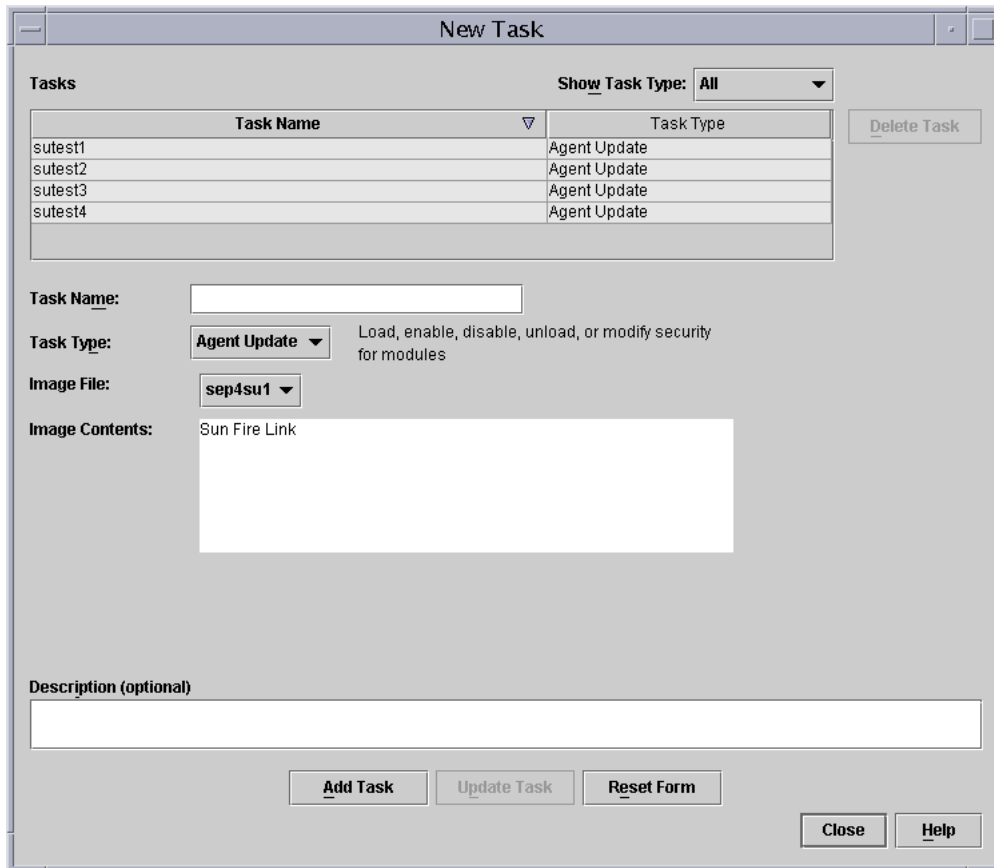 New Task
Tasks
Show Task Type: All
Task Name Task Type
Delete Task
sutest1 Agent Update
sutest2 Agent Update
sutest3 Agent Update
sutest4 Agent Update
Task Name:
Task Type: Agent Update Load, enable, disable, unload, or modify security
for modules
Image File: sep4su1
Image Contents: Sun Fire Link
Description (optional)
Add Task Update Task Reset Form
Close Help